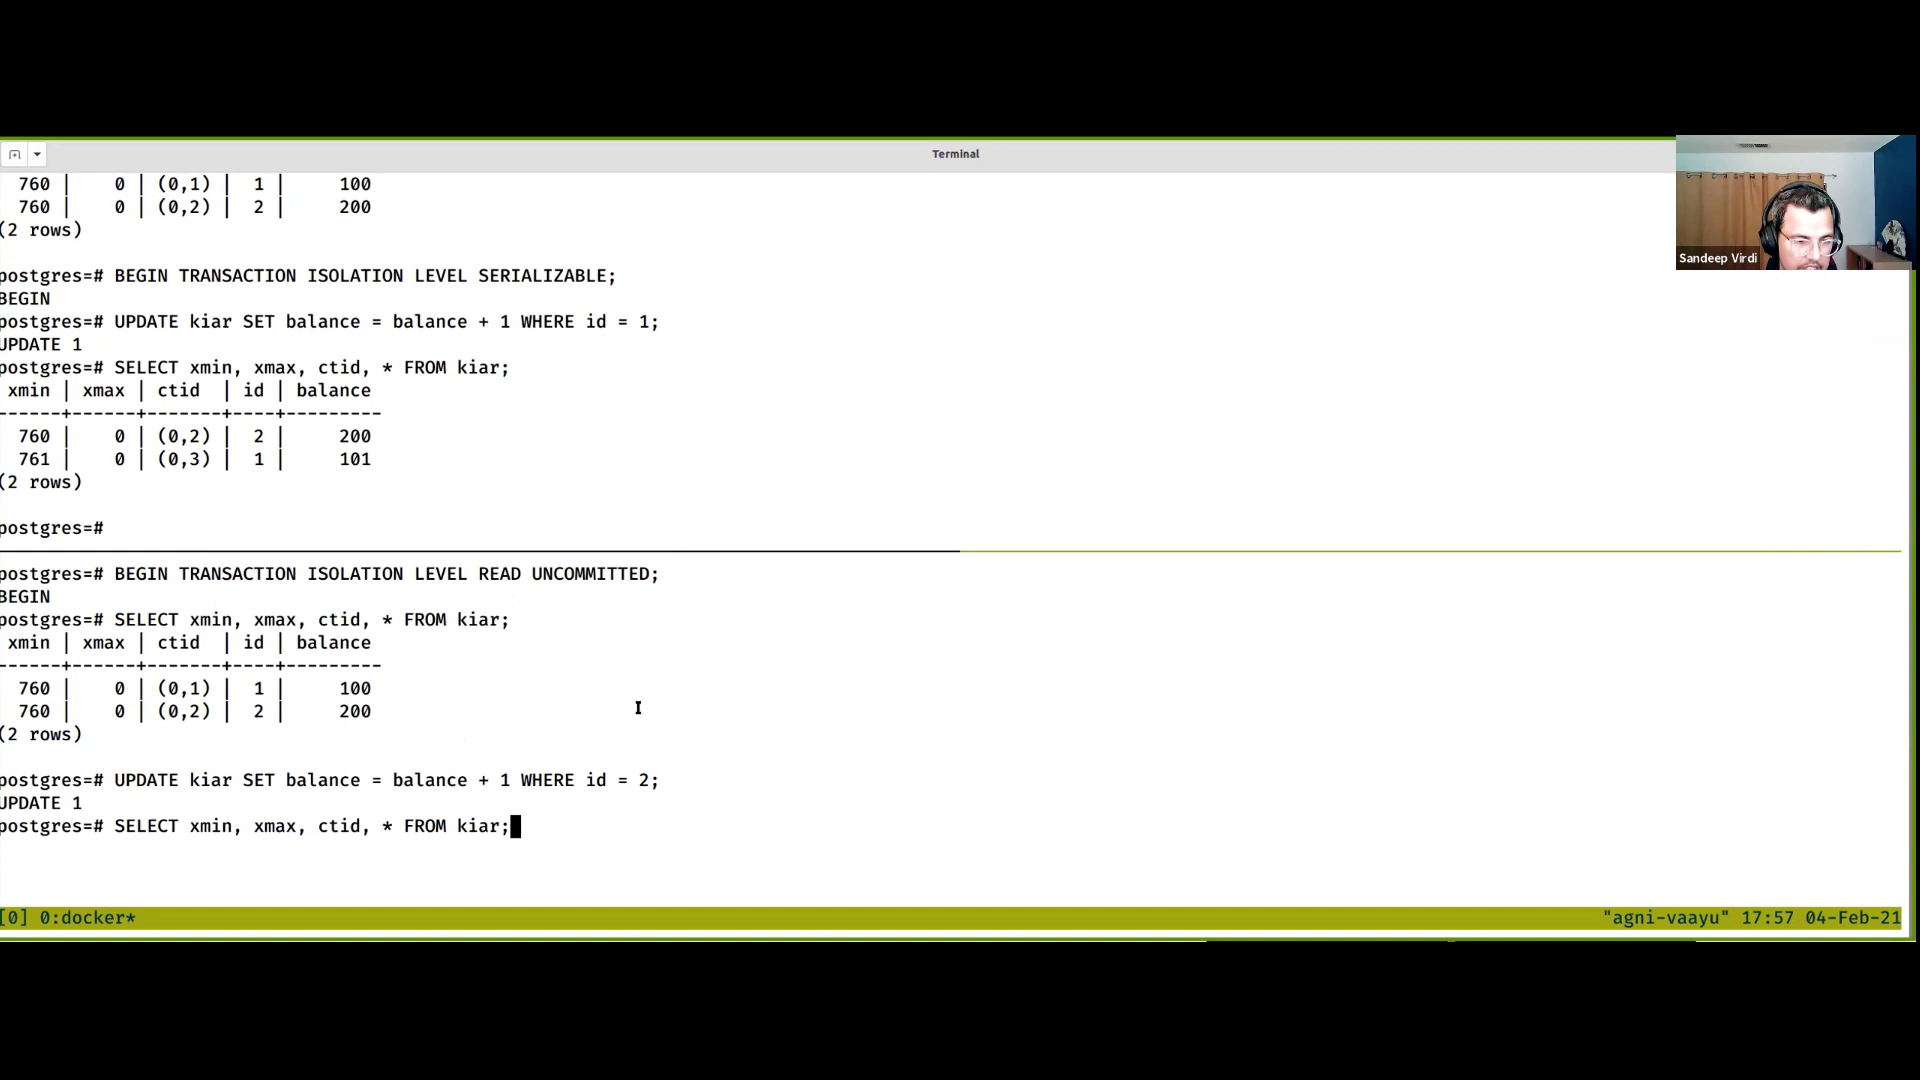 Terminal
760 | 0 | (0,1) | 1 | 100
760 | 0 | (0,2) | 2 | 200
(2 rows)
postgres=# BEGIN TRANSACTION ISOLATION LEVEL SERIALIZABLE;
BEGIN
postgres=# UPDATE kiar SET balance = balance + 1 WHERE id = 1;
UPDATE 1
postgres=# SELECT xmin, xmax, ctid, * FROM kiar;
xmin | xmax | ctid | id | balance
------+------+-------+----+---------
760 | 0 | (0,2) | 2 | 200
761 | 0 | (0,3) | 1 | 101
(2 rows)
postgres=#
postgres=# BEGIN TRANSACTION ISOLATION LEVEL READ UNCOMMITTED;
BEGIN
postgres=# SELECT xmin, xmax, ctid, * FROM kiar;
xmin | xmax | ctid | id | balance
------+------+-------+----+---------
760 | 0 | (0,1) | 1 | 100
760 | 0 | (0,2) | 2 | 200
(2 rows)
postgres=# UPDATE kiar SET balance = balance + 1 WHERE id = 2;
UPDATE 1
postgres=# SELECT xmin, xmax, ctid, * FROM kiar;
[0] 0:docker* "agni-vaayu" 17:57 04-Feb-21
Sandeep Virdi